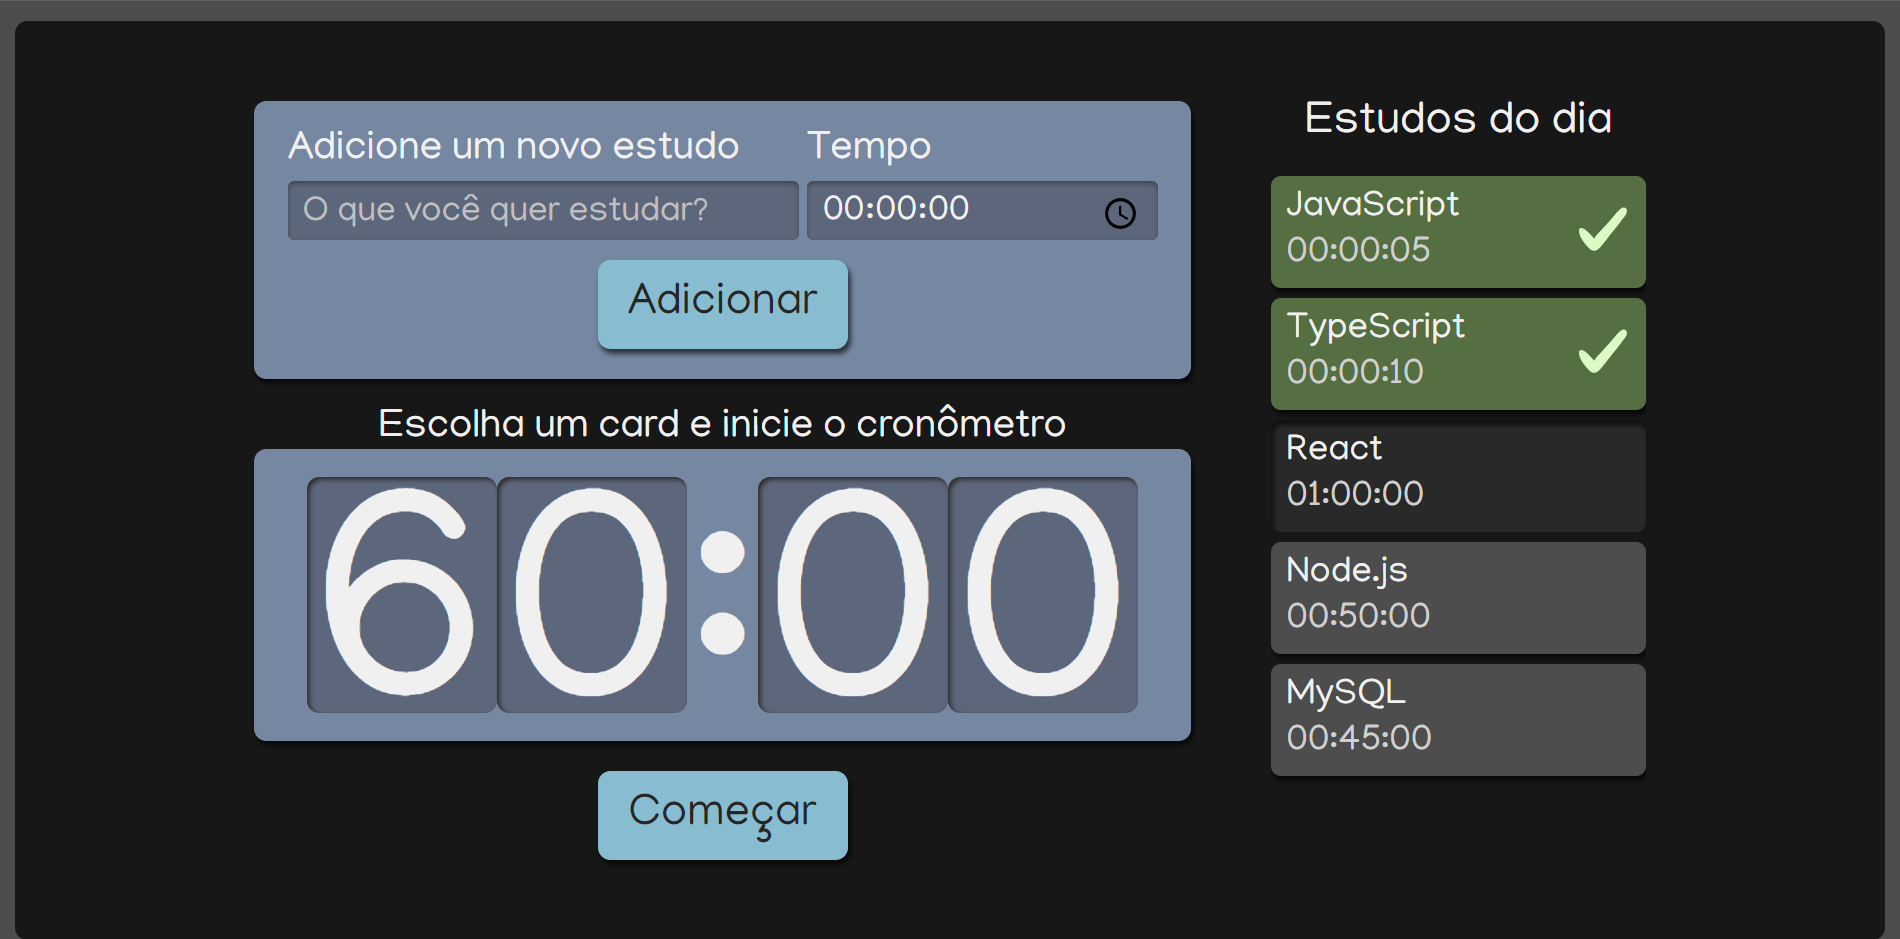 Adicione um novo estudo
Tempo
O que você quer estudar?
00:00:00
Adicionar
Escolha um card e inicie o cronômetro
60:00
Começar
Estudos do dia
JavaScript
00:00:05
TypeScript
00:00:10
React
01:00:00
Node.js
00:50:00
MySQL
00:45:00